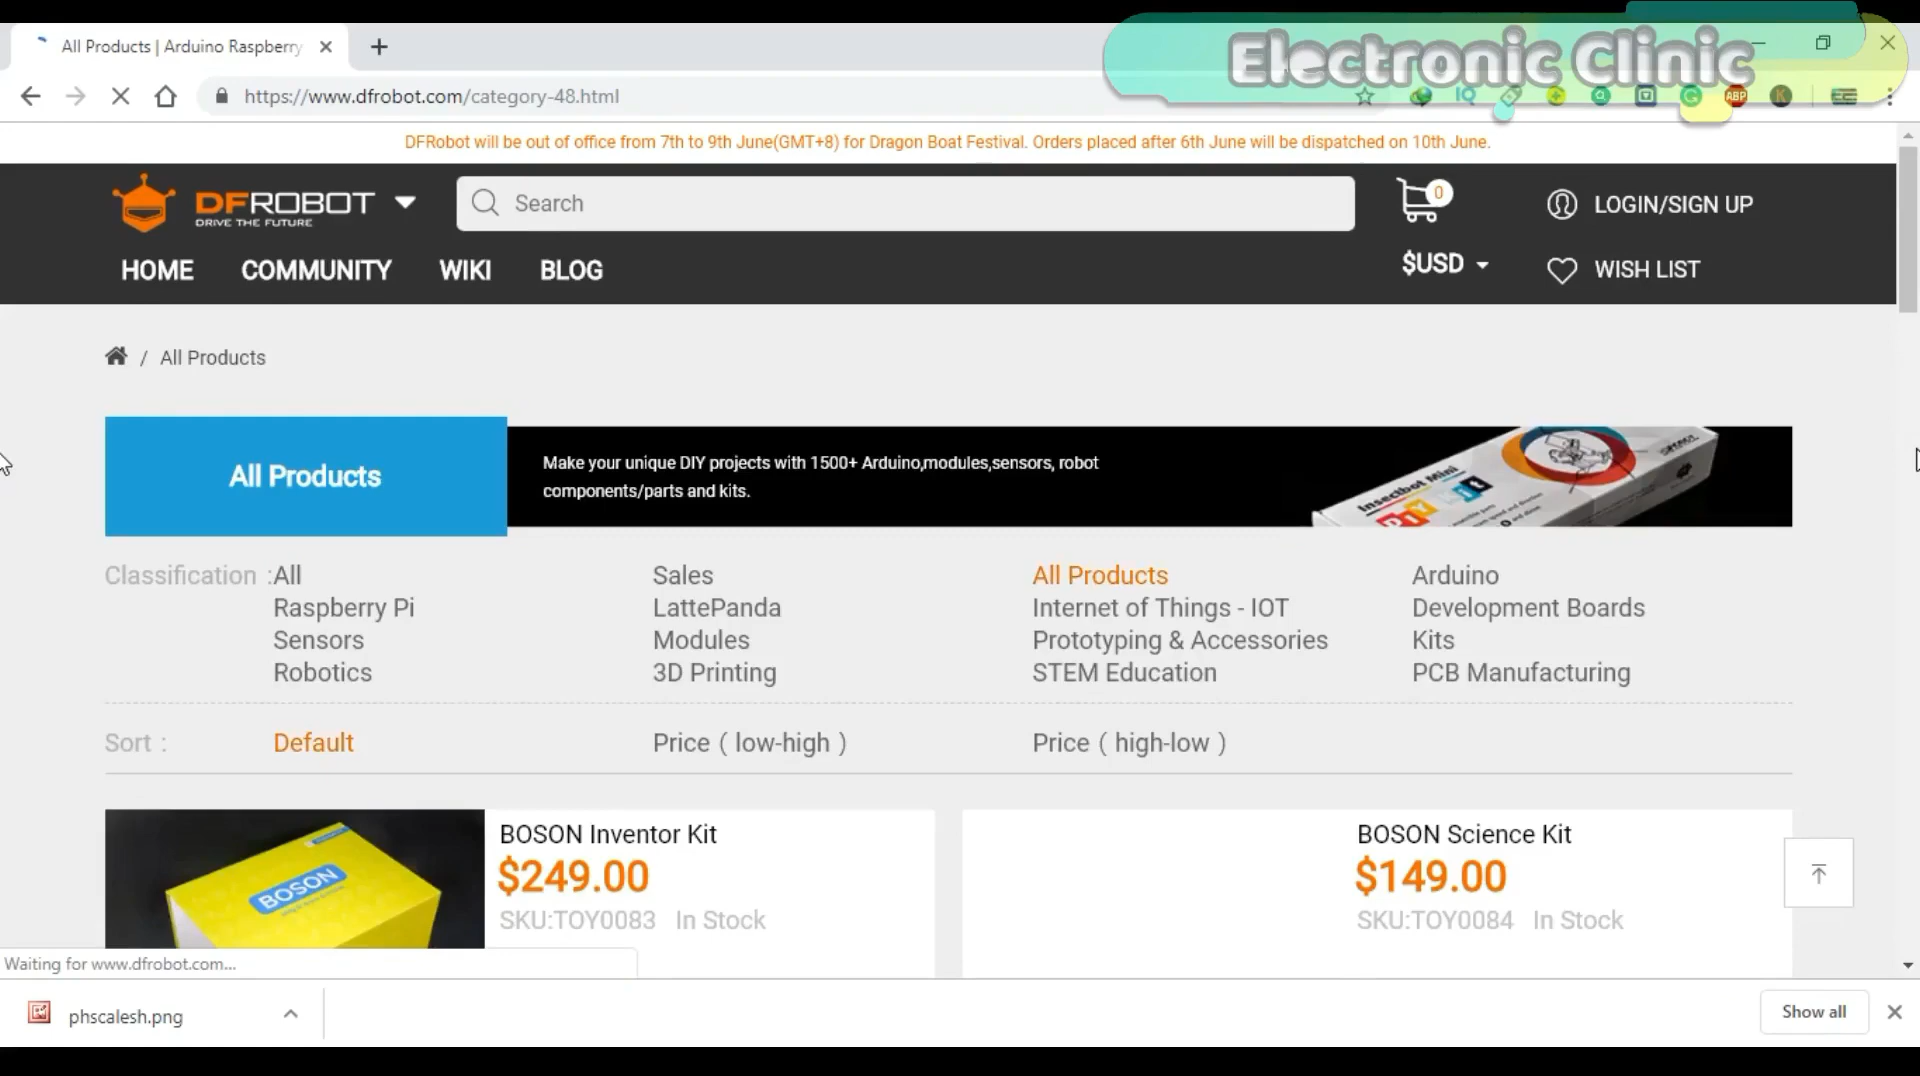 Electronic Clinic
All Products | Arduino Raspberry
https://www.dfrobot.com/category-48.html
IQ
ABP
K
DFRobot will be out of office from 7th to 9th June(GMT+8) for Dragon Boat Festival. Orders placed after 6th June will be dispatched on 10th June.
DFROBOT
DRIVE THE FUTURE
Search
0
LOGIN/SIGN UP
HOME COMMUNITY WIKI BLOG
$USD
WISH LIST
/ All Products
All Products
Make your unique DIY projects with 1500+ Arduino,modules,sensors, robot
components/parts and kits.
Insectbot Mini
DIY Kit
Classification :All Sales All Products Arduino
Raspberry Pi LattePanda Internet of Things - IOT Development Boards
Sensors Modules Prototyping & Accessories Kits
Robotics 3D Printing STEM Education PCB Manufacturing
Sort : Default Price ( low-high ) Price ( high-low )
BOSON
BOSON Inventor Kit
$249.00
SKU:TOY0083 In Stock
BOSON Science Kit
$149.00
SKU:TOY0084 In Stock
Waiting for www.dfrobot.com...
phscalesh.png
Show all